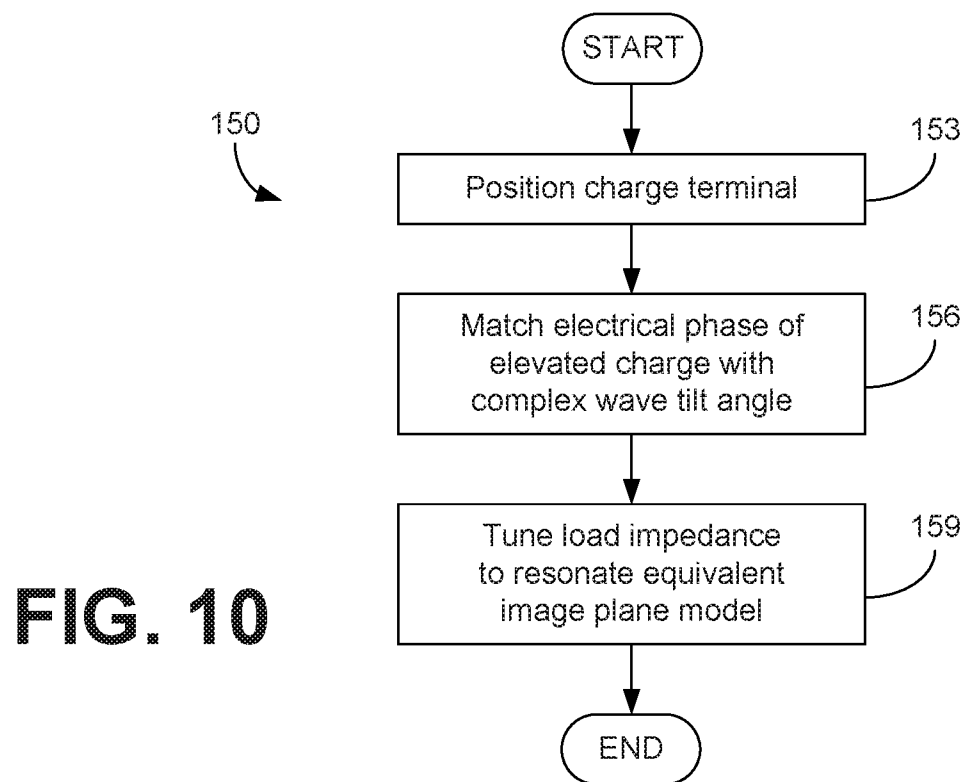 START
150
153
Position charge terminal
156
Match electrical phase of
elevated charge with
complex wave tilt angle
159
Tune load impedance
to resonate equivalent
image plane model
FIG. 10
END